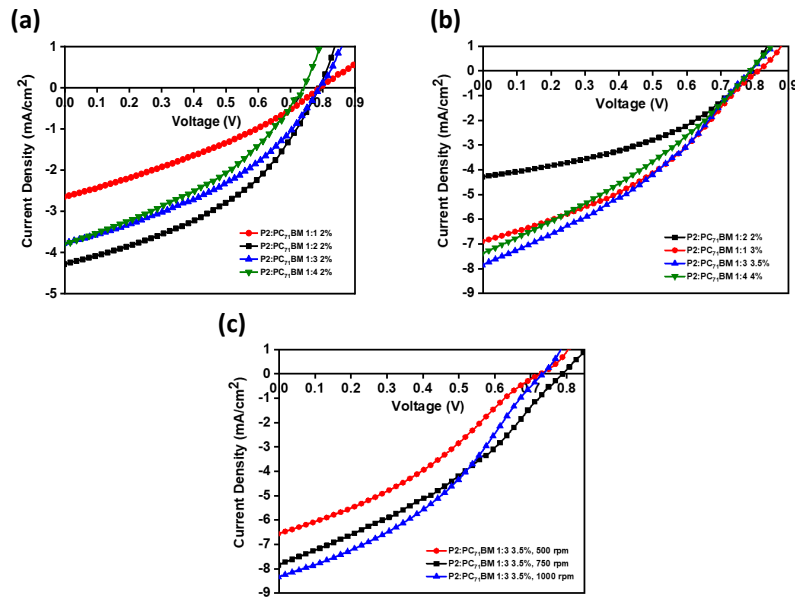 (a)
1
0
-1
-2
-3
-4
-5
0.0 0.1 0.2 0.3 0.4 0.5 0.6 0.7 0.8 0.9
Voltage (V)
Current Density (mA/cm²)
P2:PC₇₁BM 1:1 2%
P2:PC₇₁BM 1:2 2%
P2:PC₇₁BM 1:3 2%
P2:PC₇₁BM 1:4 2%
(b)
1
0
-1
-2
-3
-4
-5
-6
-7
-8
-9
0.0 0.1 0.2 0.3 0.4 0.5 0.6 0.7 0.8 0.9
Voltage (V)
Current Density (mA/cm²)
P2:PC₇₁BM 1:2 2%
P2:PC₇₁BM 1:1 3%
P2:PC₇₁BM 1:3 3.5%
P2:PC₇₁BM 1:4 4%
(c)
1
0
-1
-2
-3
-4
-5
-6
-7
-8
-9
0.0 0.1 0.2 0.3 0.4 0.5 0.6 0.7 0.8
Voltage (V)
Current Density (mA/cm²)
P2:PC₇₁BM 1:3 3.5%, 500 rpm
P2:PC₇₁BM 1:3 3.5%, 750 rpm
P2:PC₇₁BM 1:3 3.5%, 1000 rpm